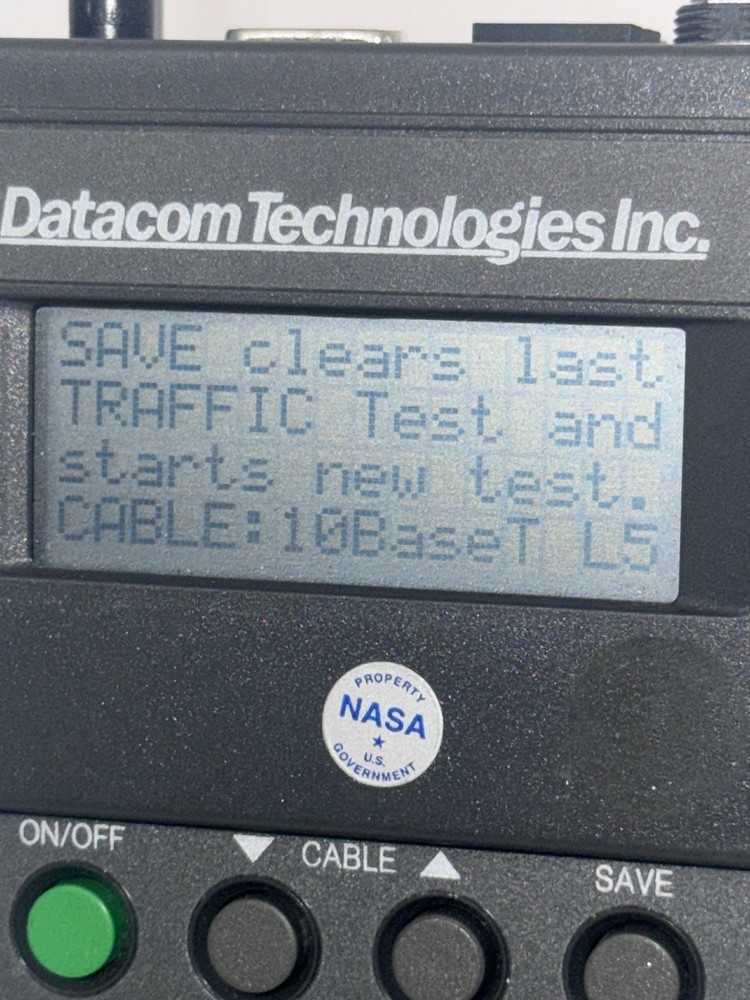 Datacom Technologies Inc.
SAVE clears last
TRAFFIC Test and
starts new test.
CABLE:10BaseT L5
PROPERTY
NASA
U.S.
GOVERNMENT
ON/OFF
▼ CABLE ▲
SAVE